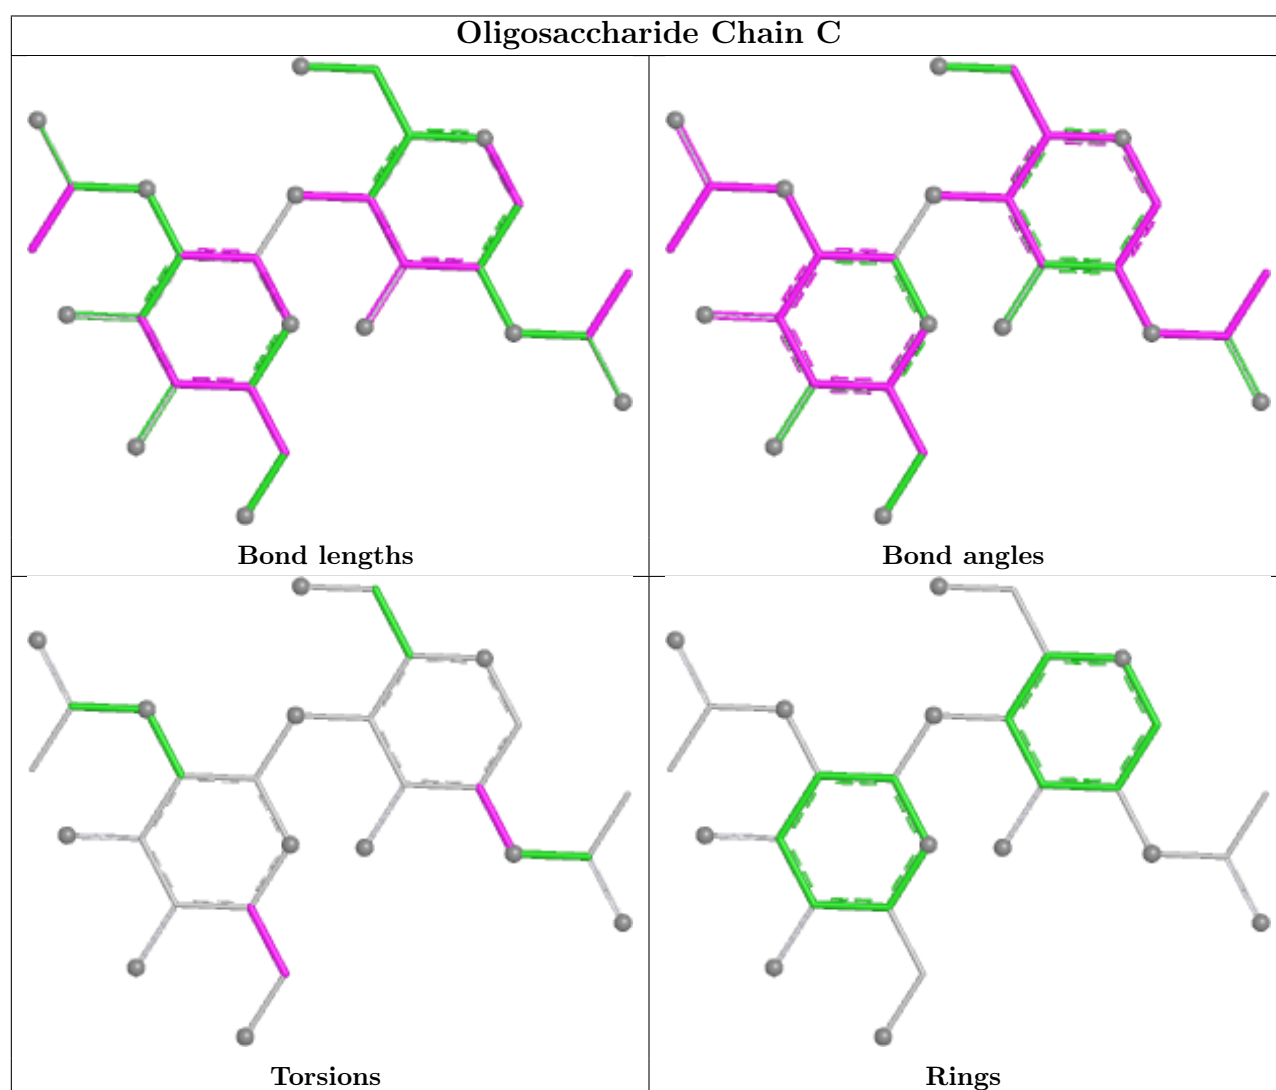 Oligosaccharide Chain C
Bond lengths
Bond angles
Torsions
Rings